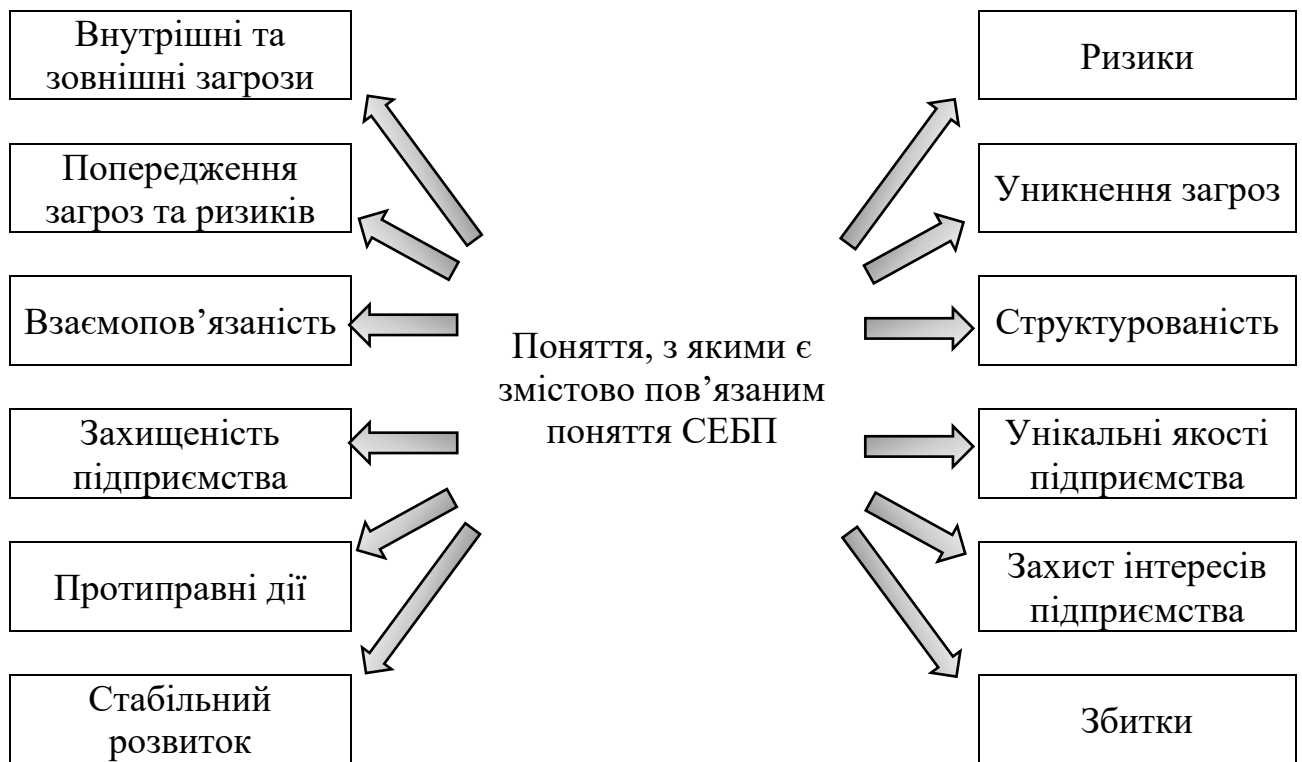 Внутрішні та
зовнішні загрози
Попередження
загроз та ризиків
Взаємопов’язаність
Захищеність
підприємства
Протиправні дії
Стабільний
розвиток
Поняття, з якими є
змістово пов’язаним
поняття СЕБП
Ризики
Уникнення загроз
Структурованість
Унікальні якості
підприємства
Захист інтересів
підприємства
Збитки